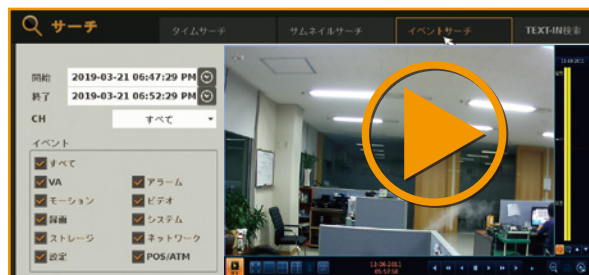 サーチ
タイムサーチ
サムネイルサーチ
イベントサーチ
TEXT-IN検索
開始 2019-03-21 06:47:29 PM
終了 2019-03-21 06:52:29 PM
CH すべて
イベント
すべて
VA アラーム
モーション ビデオ
録画 システム
ストレージ ネットワーク
設定 POS/ATM